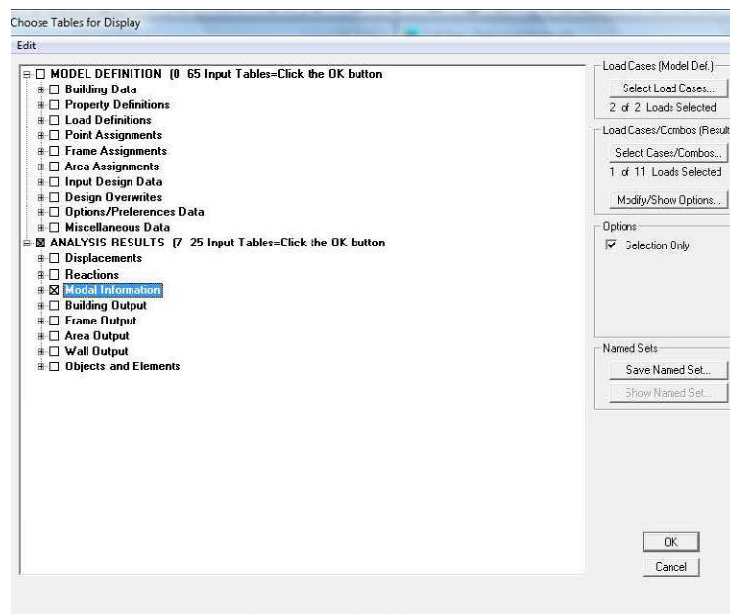 Choose Tables for Display
Edit
MODEL DEFINITION (0 65 Input Tables=Click the OK button
Building Data
Property Definitions
Load Definitions
Point Assignments
Frame Assignments
Area Assignments
Input Design Data
Design Overwrites
Options/Preferences Data
Miscellaneous Data
ANALYSIS RESULTS (7 25 Input Tables=Click the OK button
Displacements
Reactions
Modal Information
Building Output
Frame Output
Area Output
Wall Output
Objects and Elements
Load Cases (Model Def.)
Select Load Cases...
2 of 2 Loads Selected
Load Cases/Combos (Result
Select Cases/Combos...
1 of 11 Loads Selected
Modify/Show Options...
Options
Selection Only
Named Sets
Save Named Set...
Show Named Set...
OK
Cancel